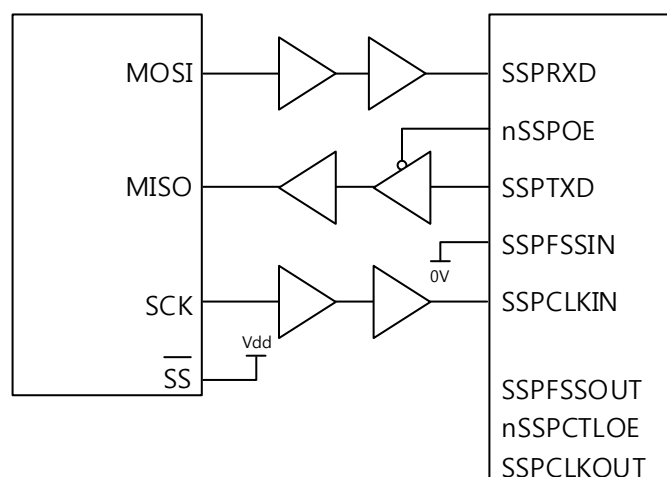 MOSI
SSPRXD
nSSPOE
MISO
SSPTXD
SSPFSSIN
0V
SCK
SSPCLKIN
Vdd
SS
SSPFSSOUT
nSSPCTLOE
SSPCLKOUT